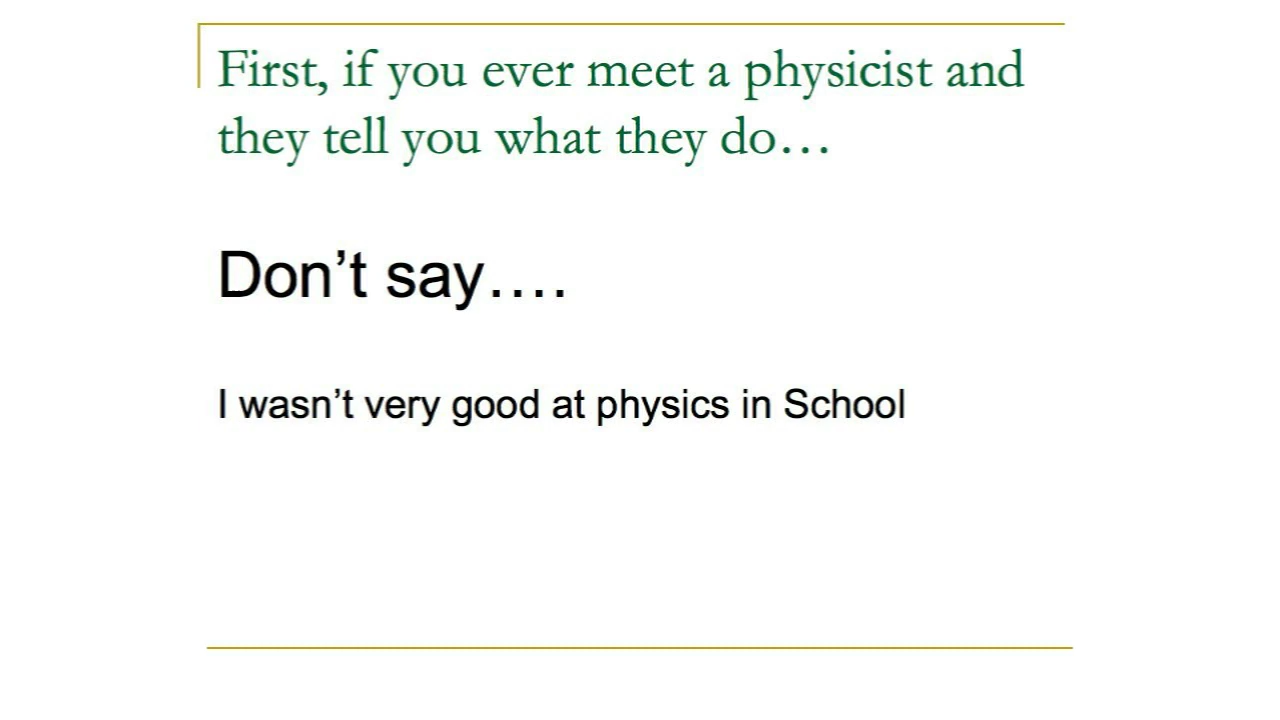 First, if you ever meet a physicist and
they tell you what they do…
Don’t say….
I wasn’t very good at physics in School